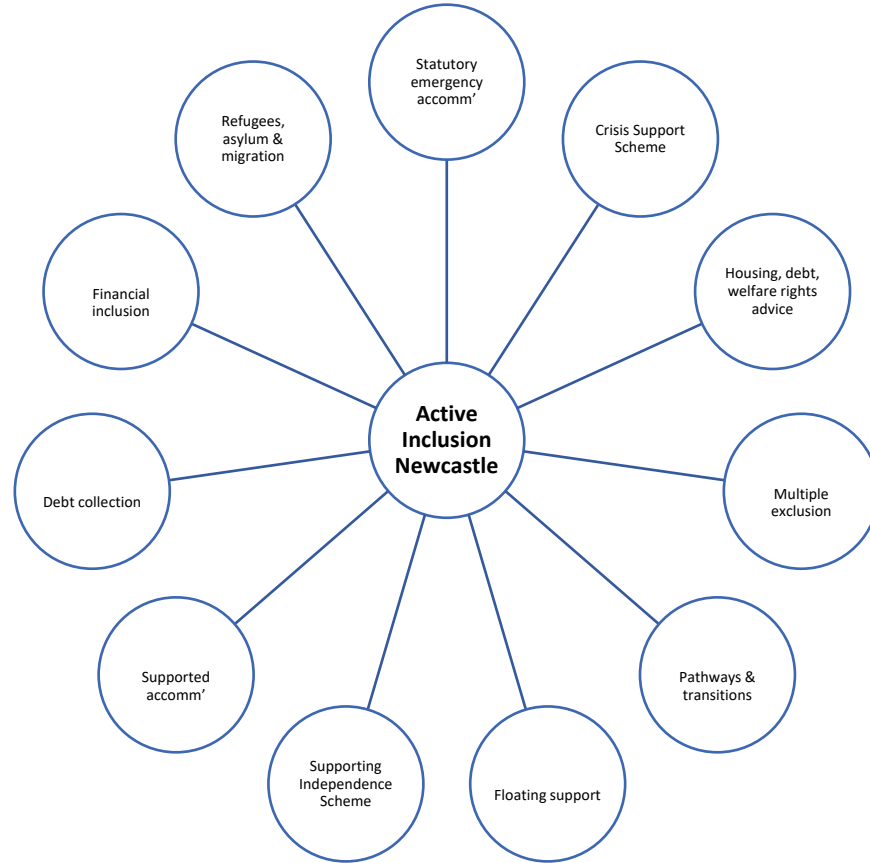 Statutory
emergency
accomm’
Crisis Support
Scheme
Housing, debt,
welfare rights
advice
Multiple
exclusion
Pathways &
transitions
Floating support
Supporting
Independence
Scheme
Supported
accomm’
Debt collection
Financial
inclusion
Refugees,
asylum &
migration
Active
Inclusion
Newcastle